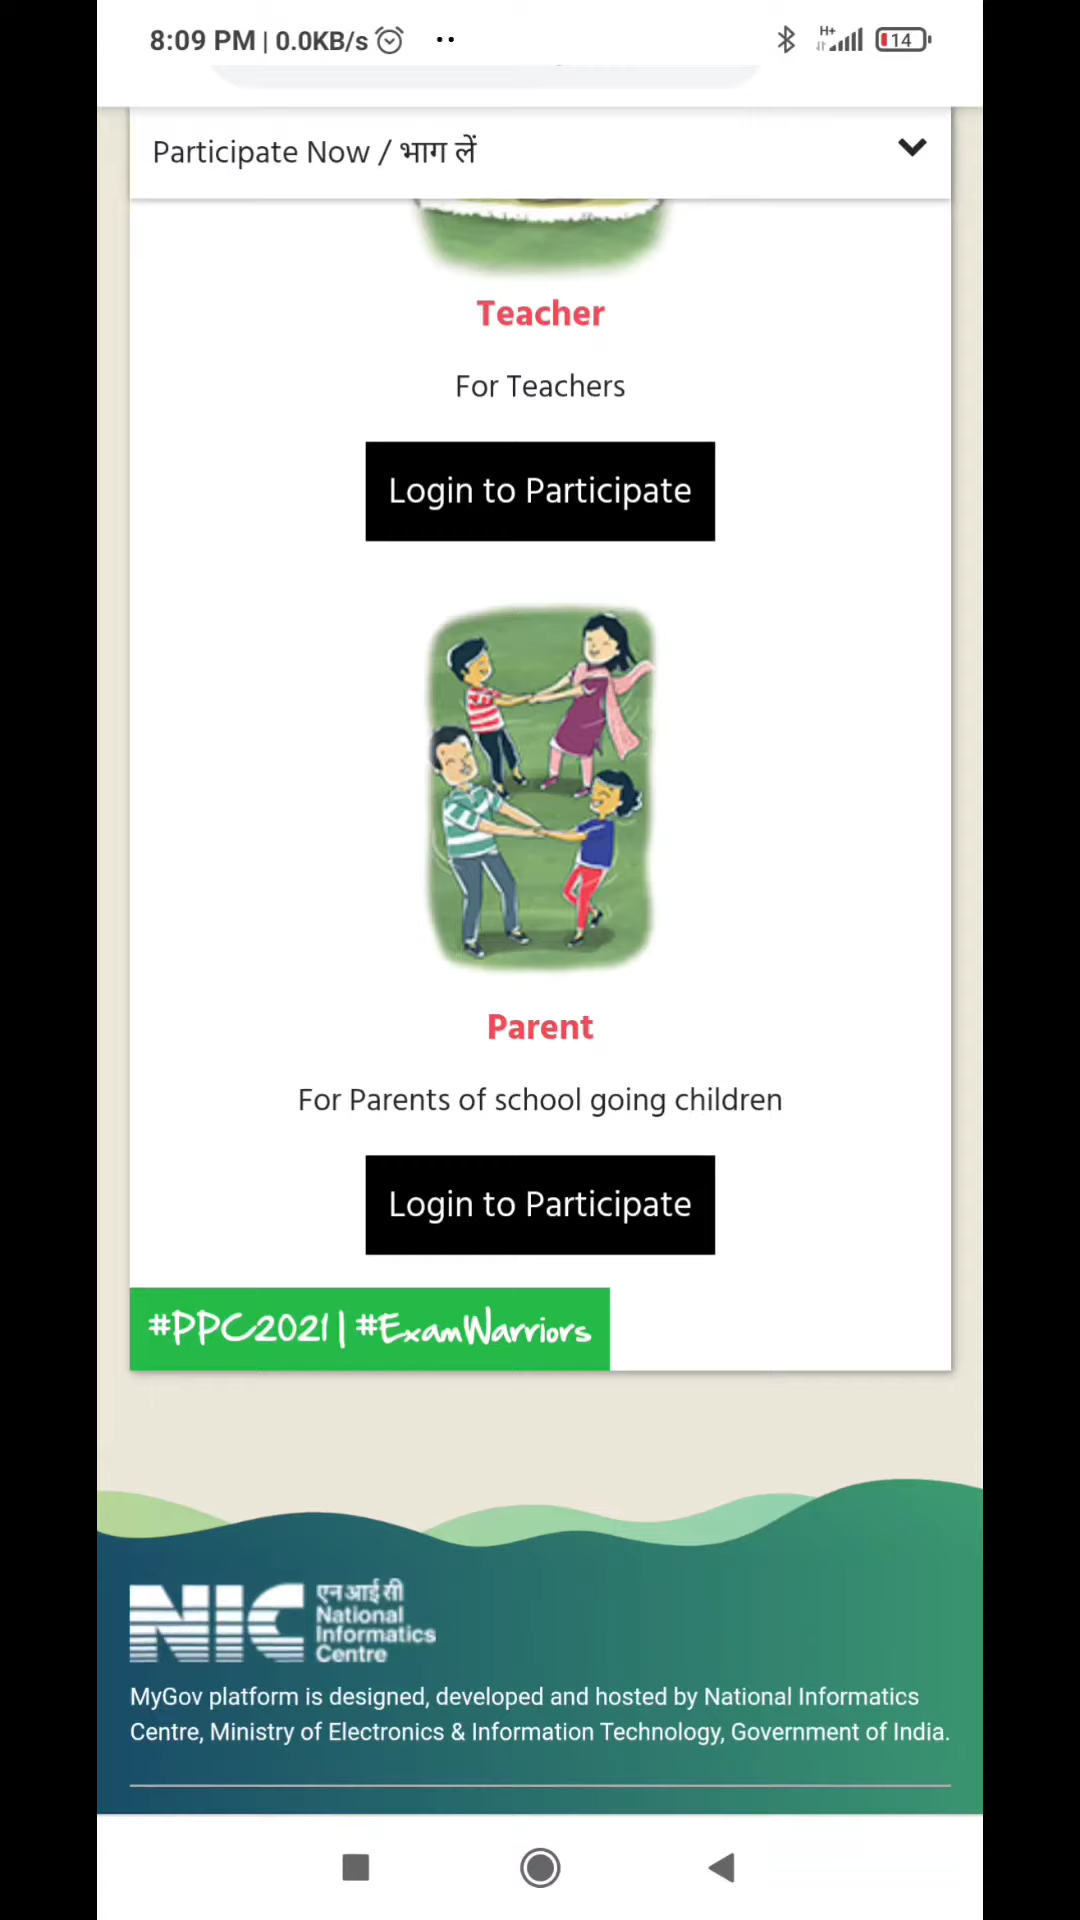 8:09 PM | 0.0KB/s
H+
14
Participate Now / भाग लें
Teacher
For Teachers
Login to Participate
Parent
For Parents of school going children
Login to Participate
#PPC2021 | #ExamWarriors
NIC
एन आई सी
National
Informatics
Centre
MyGov platform is designed, developed and hosted by National Informatics
Centre, Ministry of Electronics & Information Technology, Government of India.